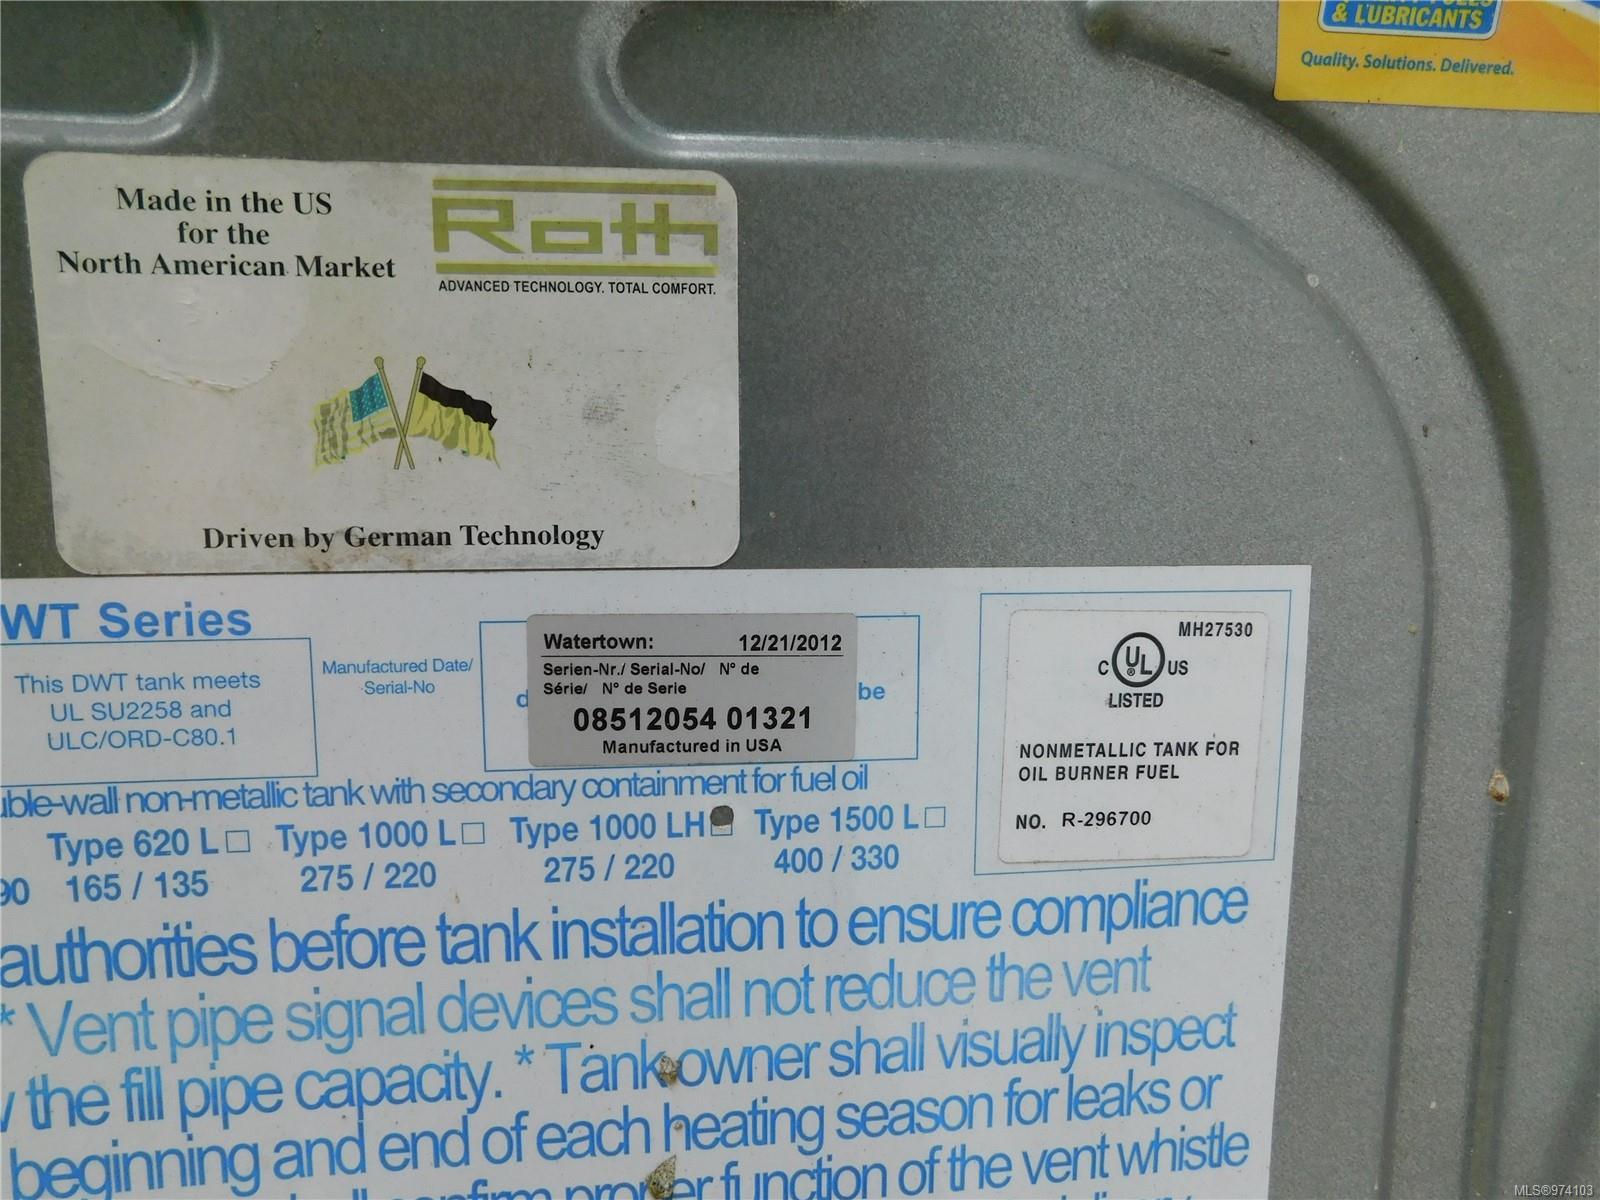 & LUBRICANTS
Quality. Solutions. Delivered.
Made in the US
for the
North American Market
Roth
ADVANCED TECHNOLOGY. TOTAL COMFORT.
Driven by German Technology
WT Series
This DWT tank meets
UL SU2258 and
ULC/ORD-C80.1
Manufactured Date/
Serial-No
Watertown: 12/21/2012
Serien-Nr./ Serial-No/ N° de
Série/ N° de Serie
08512054 01321
Manufactured in USA
d
be
MH27530
C UL US
LISTED
NONMETALLIC TANK FOR
OIL BURNER FUEL
NO. R-296700
uble-wall non-metallic tank with secondary containment for fuel oil
Type 620 L Type 1000 L Type 1000 LH Type 1500 L
90 165 / 135 275 / 220 275 / 220 400 / 330
authorities before tank installation to ensure compliance
* Vent pipe signal devices shall not reduce the vent
the fill pipe capacity. * Tank owner shall visually inspect
beginning and end of each heating season for leaks or
proper function of the vent whistle
MLS®974103